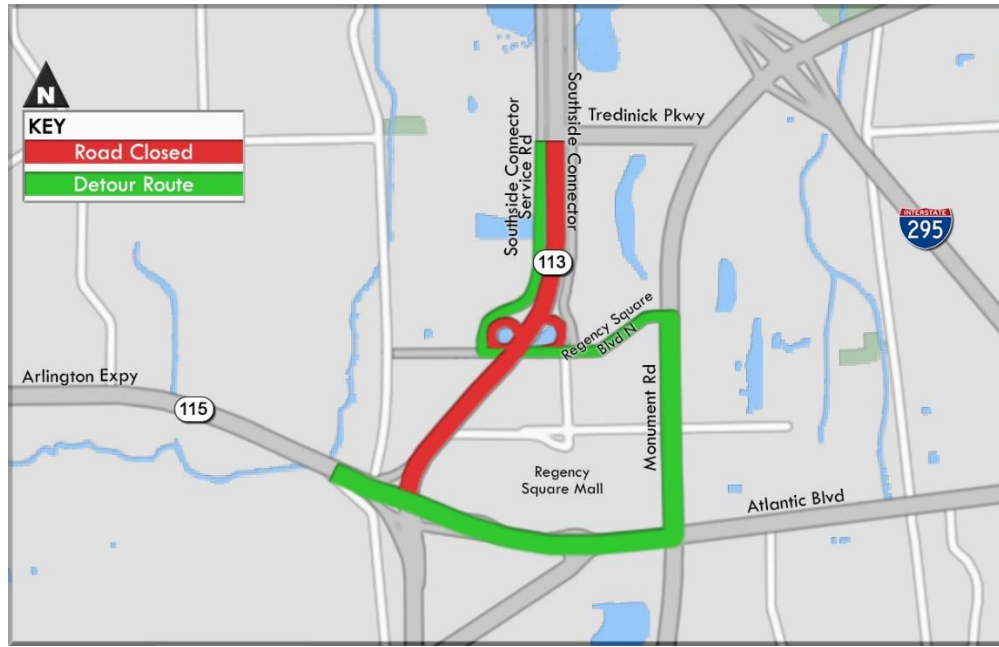 N
KEY
Road Closed
Detour Route
Southside Connector
Service Rd
Southside Connector
Tredinick Pkwy
INTERSTATE
295
113
Regency Square
Blvd N
Arlington Expy
115
Monument Rd
Regency
Square Mall
Atlantic Blvd